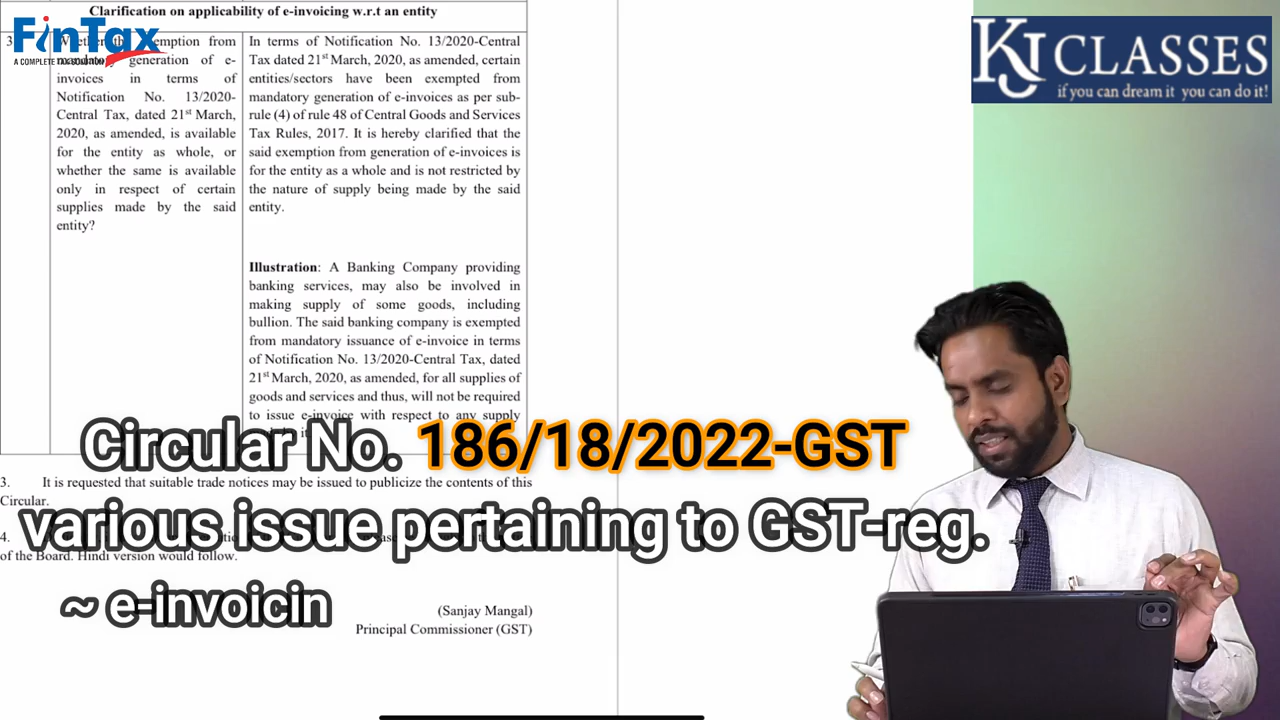 Clarification on applicability of e-invoicing w.r.t an entity
FinTax
A COMPLETE TAX SOLUTION
KJ CLASSES
if you can dream it you can do it!
3
Whether the exemption from
mandatory generation of e-
invoices in terms of
Notification No. 13/2020-
Central Tax, dated 21st March,
2020, as amended, is available
for the entity as whole, or
whether the same is available
only in respect of certain
supplies made by the said
entity?
In terms of Notification No. 13/2020-Central
Tax dated 21st March, 2020, as amended, certain
entities/sectors have been exempted from
mandatory generation of e-invoices as per sub-
rule (4) of rule 48 of Central Goods and Services
Tax Rules, 2017. It is hereby clarified that the
said exemption from generation of e-invoices is
for the entity as a whole and is not restricted by
the nature of supply being made by the said
entity.
Illustration: A Banking Company providing
banking services, may also be involved in
making supply of some goods, including
bullion. The said banking company is exempted
from mandatory issuance of e-invoice in terms
of Notification No. 13/2020-Central Tax, dated
21st March, 2020, as amended, for all supplies of
goods and services and thus, will not be required
to issue e-invoice with respect to any supply
Circular No. 186/18/2022-GST
3. It is requested that suitable trade notices may be issued to publicize the contents of this
Circular.
various issue pertaining to GST-reg.
4.
of the Board. Hindi version would follow.
~ e-invoicin
(Sanjay Mangal)
Principal Commissioner (GST)